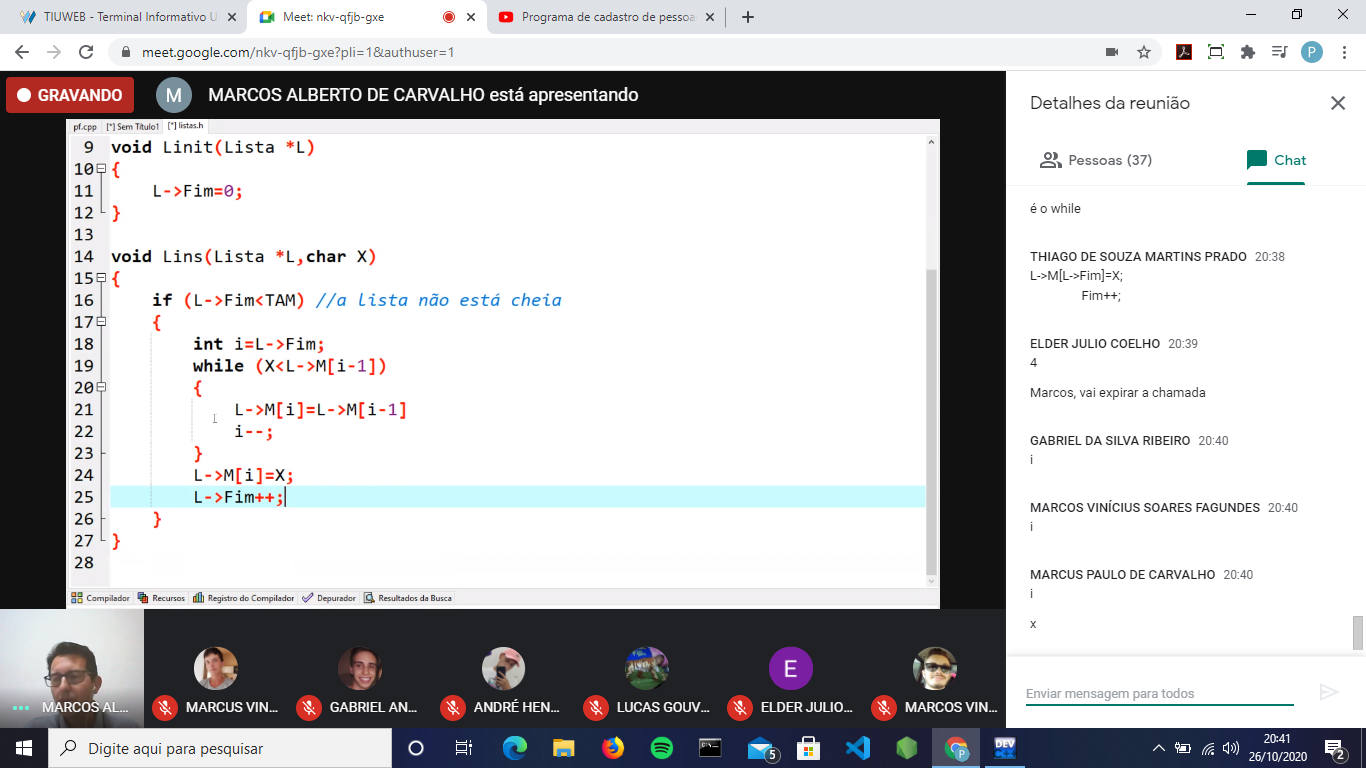 TIUWEB - Terminal Informativo U
Meet: nkv-qfjb-gxe
Programa de cadastro de pessoa
meet.google.com/nkv-qfjb-gxe?pli=1&authuser=1
P
GRAVANDO
M
MARCOS ALBERTO DE CARVALHO está apresentando
pf.cpp [*] Sem Título1 [*] listas.h
9 void Linit(Lista *L)
10 {
11 L->Fim=0;
12 }
13
14 void Lins(Lista *L,char X)
15 {
16 if (L->Fim<TAM) //a lista não está cheia
17 {
18 int i=L->Fim;
19 while (X<L->M[i-1])
20 {
21 L->M[i]=L->M[i-1]
22 i--;
23 }
24 L->M[i]=X;
25 L->Fim++;
26 }
27 }
28
Compilador Recursos Registro do Compilador Depurador Resultados da Busca
MARCOS AL...
MARCUS VIN...
GABRIEL AN...
ANDRÉ HEN...
LUCAS GOUV...
E
ELDER JULIO...
MARCOS VIN...
Detalhes da reunião
Pessoas (37)
Chat
é o while
THIAGO DE SOUZA MARTINS PRADO 20:38
L->M[L->Fim]=X;
Fim++;
ELDER JULIO COELHO 20:39
4
Marcos, vai expirar a chamada
GABRIEL DA SILVA RIBEIRO 20:40
i
MARCOS VINÍCIUS SOARES FAGUNDES 20:40
i
MARCUS PAULO DE CARVALHO 20:40
i
x
Enviar mensagem para todos
Digite aqui para pesquisar
5
P
DEV
C++
20:41
26/10/2020
2